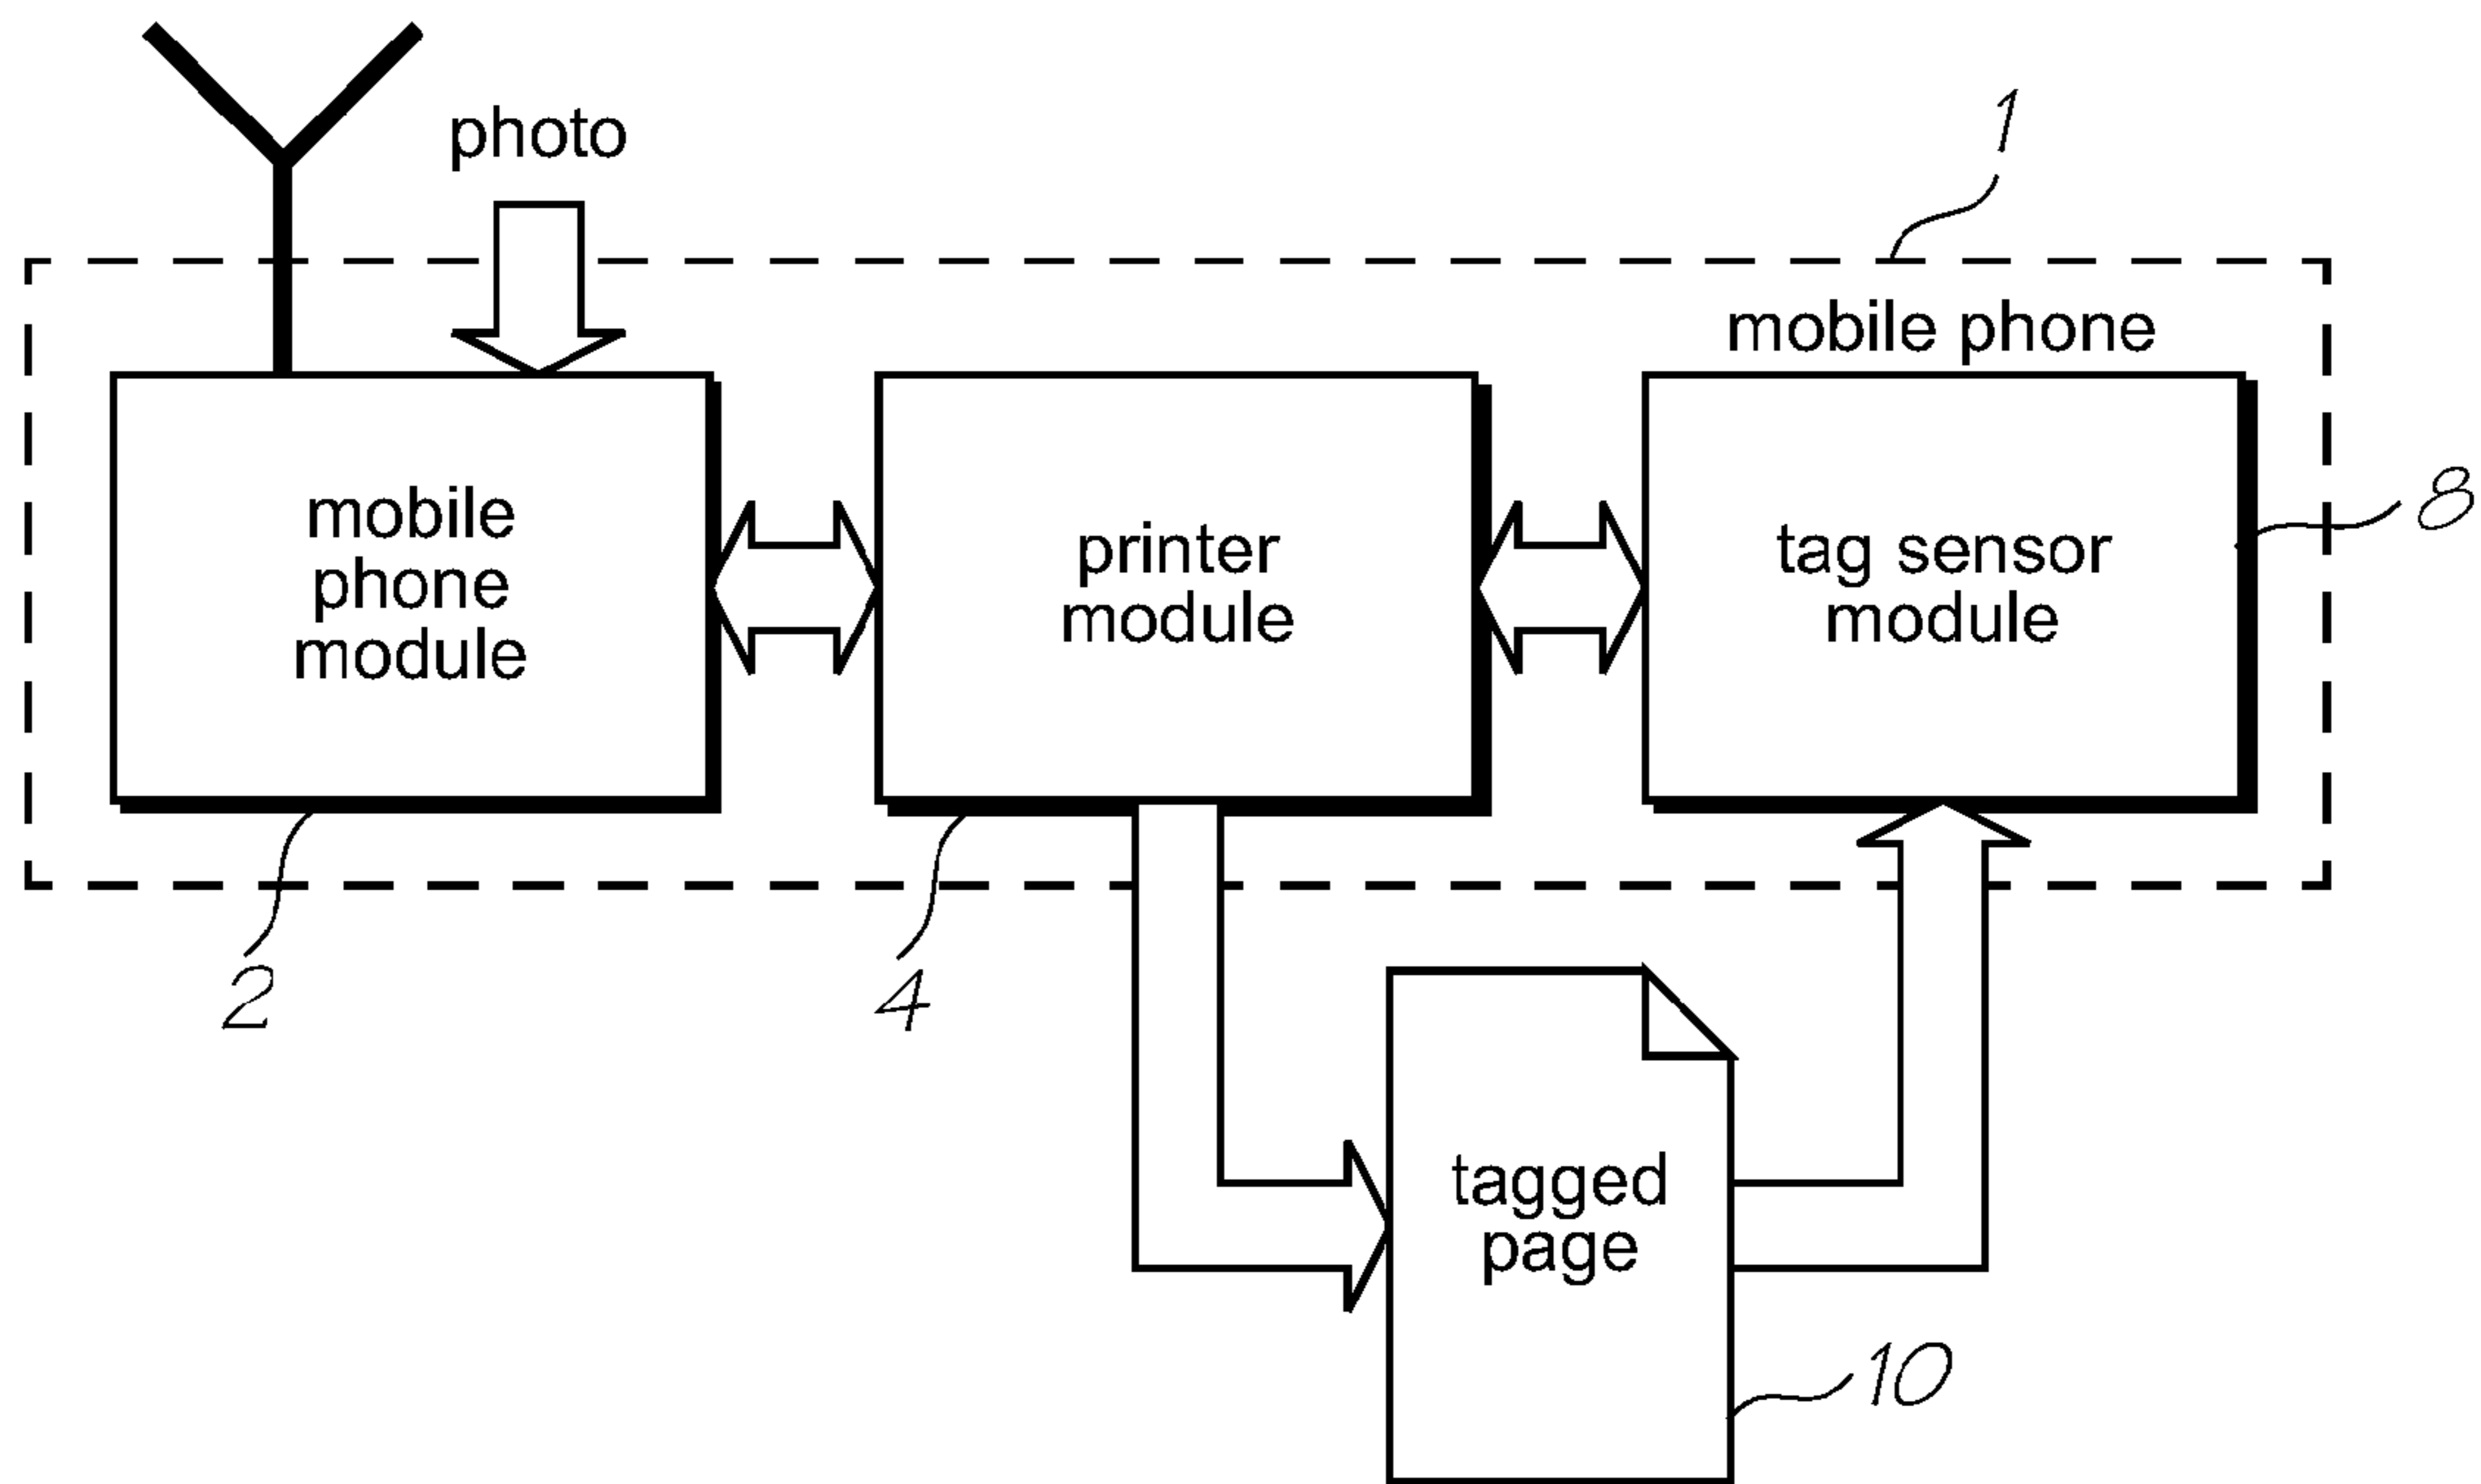 photo
1
mobile phone
mobile
phone
module
printer
module
tag sensor
module
8
2
4
tagged
page
10